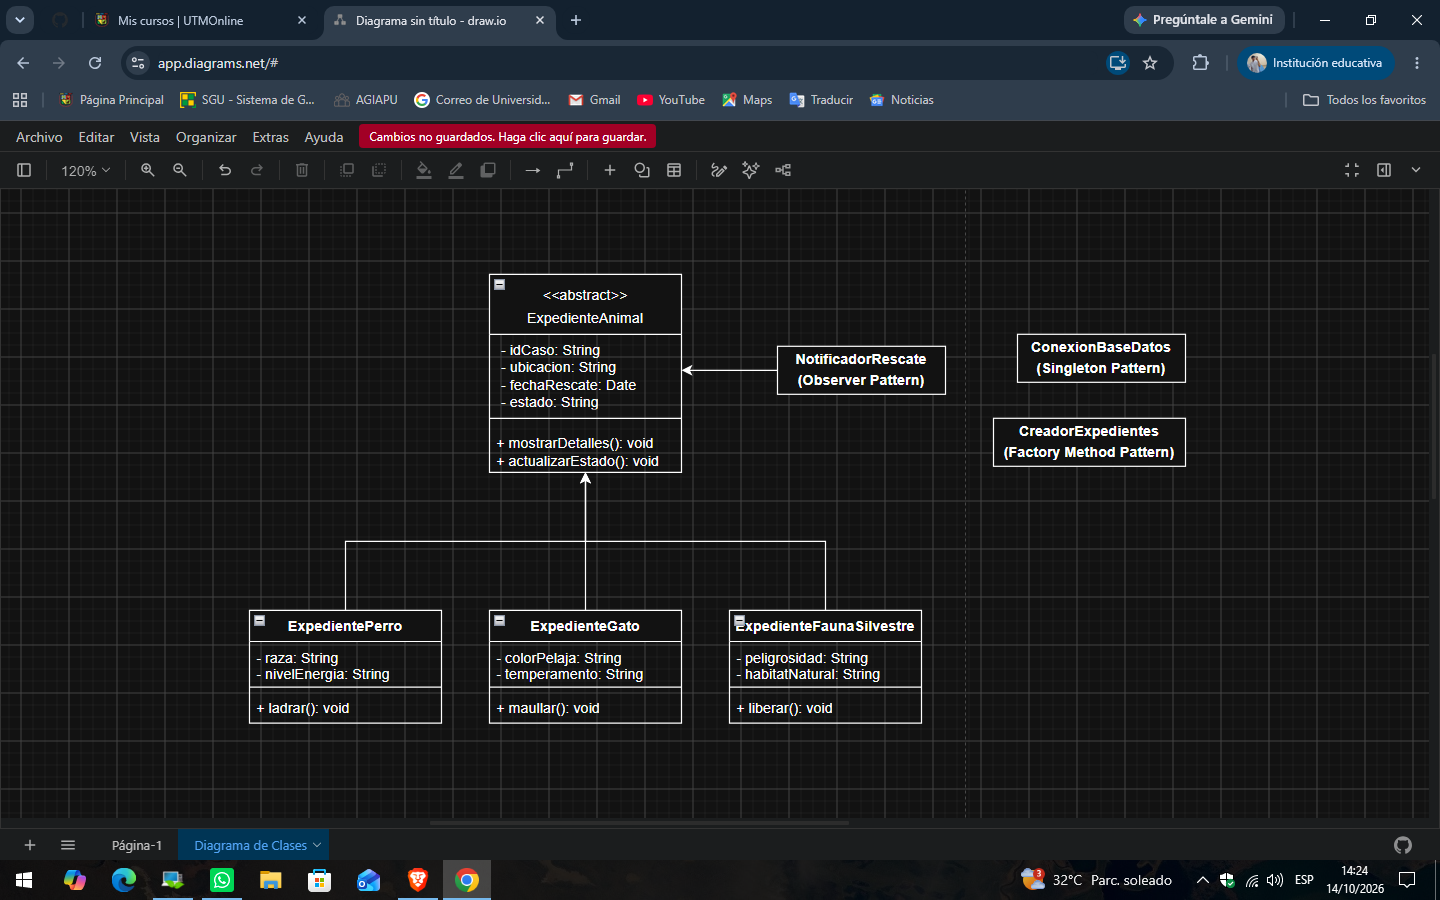 Mis cursos | UTMOnline
Diagrama sin título - draw.io
Pregúntale a Gemini
app.diagrams.net/#
Institución educativa
Página Principal
SGU - Sistema de G...
AGIAPU
Correo de Universid...
Gmail
YouTube
Maps
Traducir
Noticias
Todos los favoritos
Archivo
Editar
Vista
Organizar
Extras
Ayuda
Cambios no guardados. Haga clic aquí para guardar.
120%
<<abstract>>
ExpedienteAnimal
- idCaso: String
- ubicacion: String
- fechaRescate: Date
- estado: String
+ mostrarDetalles(): void
+ actualizarEstado(): void
NotificadorRescate
(Observer Pattern)
ConexionBaseDatos
(Singleton Pattern)
CreadorExpedientes
(Factory Method Pattern)
ExpedientePerro
- raza: String
- nivelEnergia: String
+ ladrar(): void
ExpedienteGato
- colorPelaja: String
- temperamento: String
+ maullar(): void
ExpedienteFaunaSilvestre
- peligrosidad: String
- habitatNatural: String
+ liberar(): void
Página-1
Diagrama de Clases
3
32°C Parc. soleado
ESP
14:24
14/10/2026